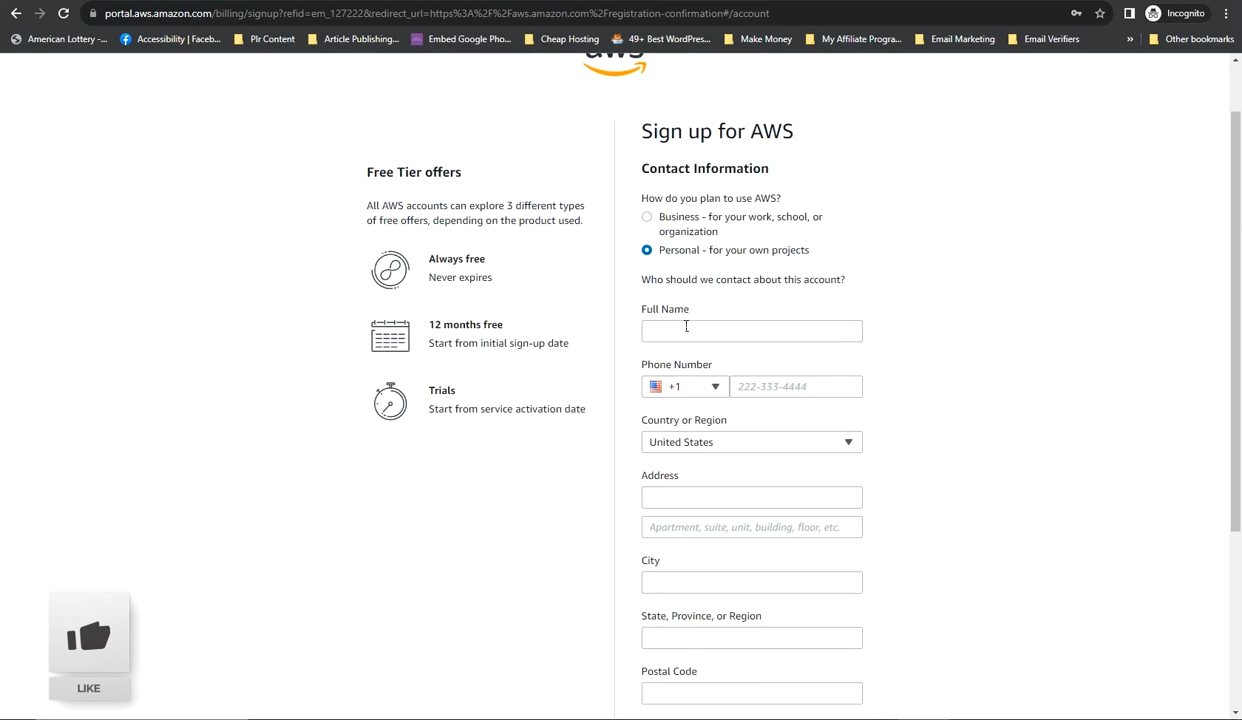 portal.aws.amazon.com/billing/signup?refid=em_127222&redirect_url=https%3A%2F%2Faws.amazon.com%2Fregistration-confirmation#/account
Incognito
American Lottery -...
Accessibility | Faceb...
Plr Content
Article Publishing...
Embed Google Pho...
Cheap Hosting
49+ Best WordPres...
Make Money
My Affiliate Progra...
Email Marketing
Email Verifiers
»
Other bookmarks
aws
Sign up for AWS
Free Tier offers
All AWS accounts can explore 3 different types
of free offers, depending on the product used.
Always free
Never expires
12 months free
Start from initial sign-up date
Trials
Start from service activation date
Contact Information
How do you plan to use AWS?
Business - for your work, school, or
organization
Personal - for your own projects
Who should we contact about this account?
Full Name
Phone Number
+1
222-333-4444
Country or Region
United States
Address
Apartment, suite, unit, building, floor, etc.
City
State, Province, or Region
Postal Code
LIKE